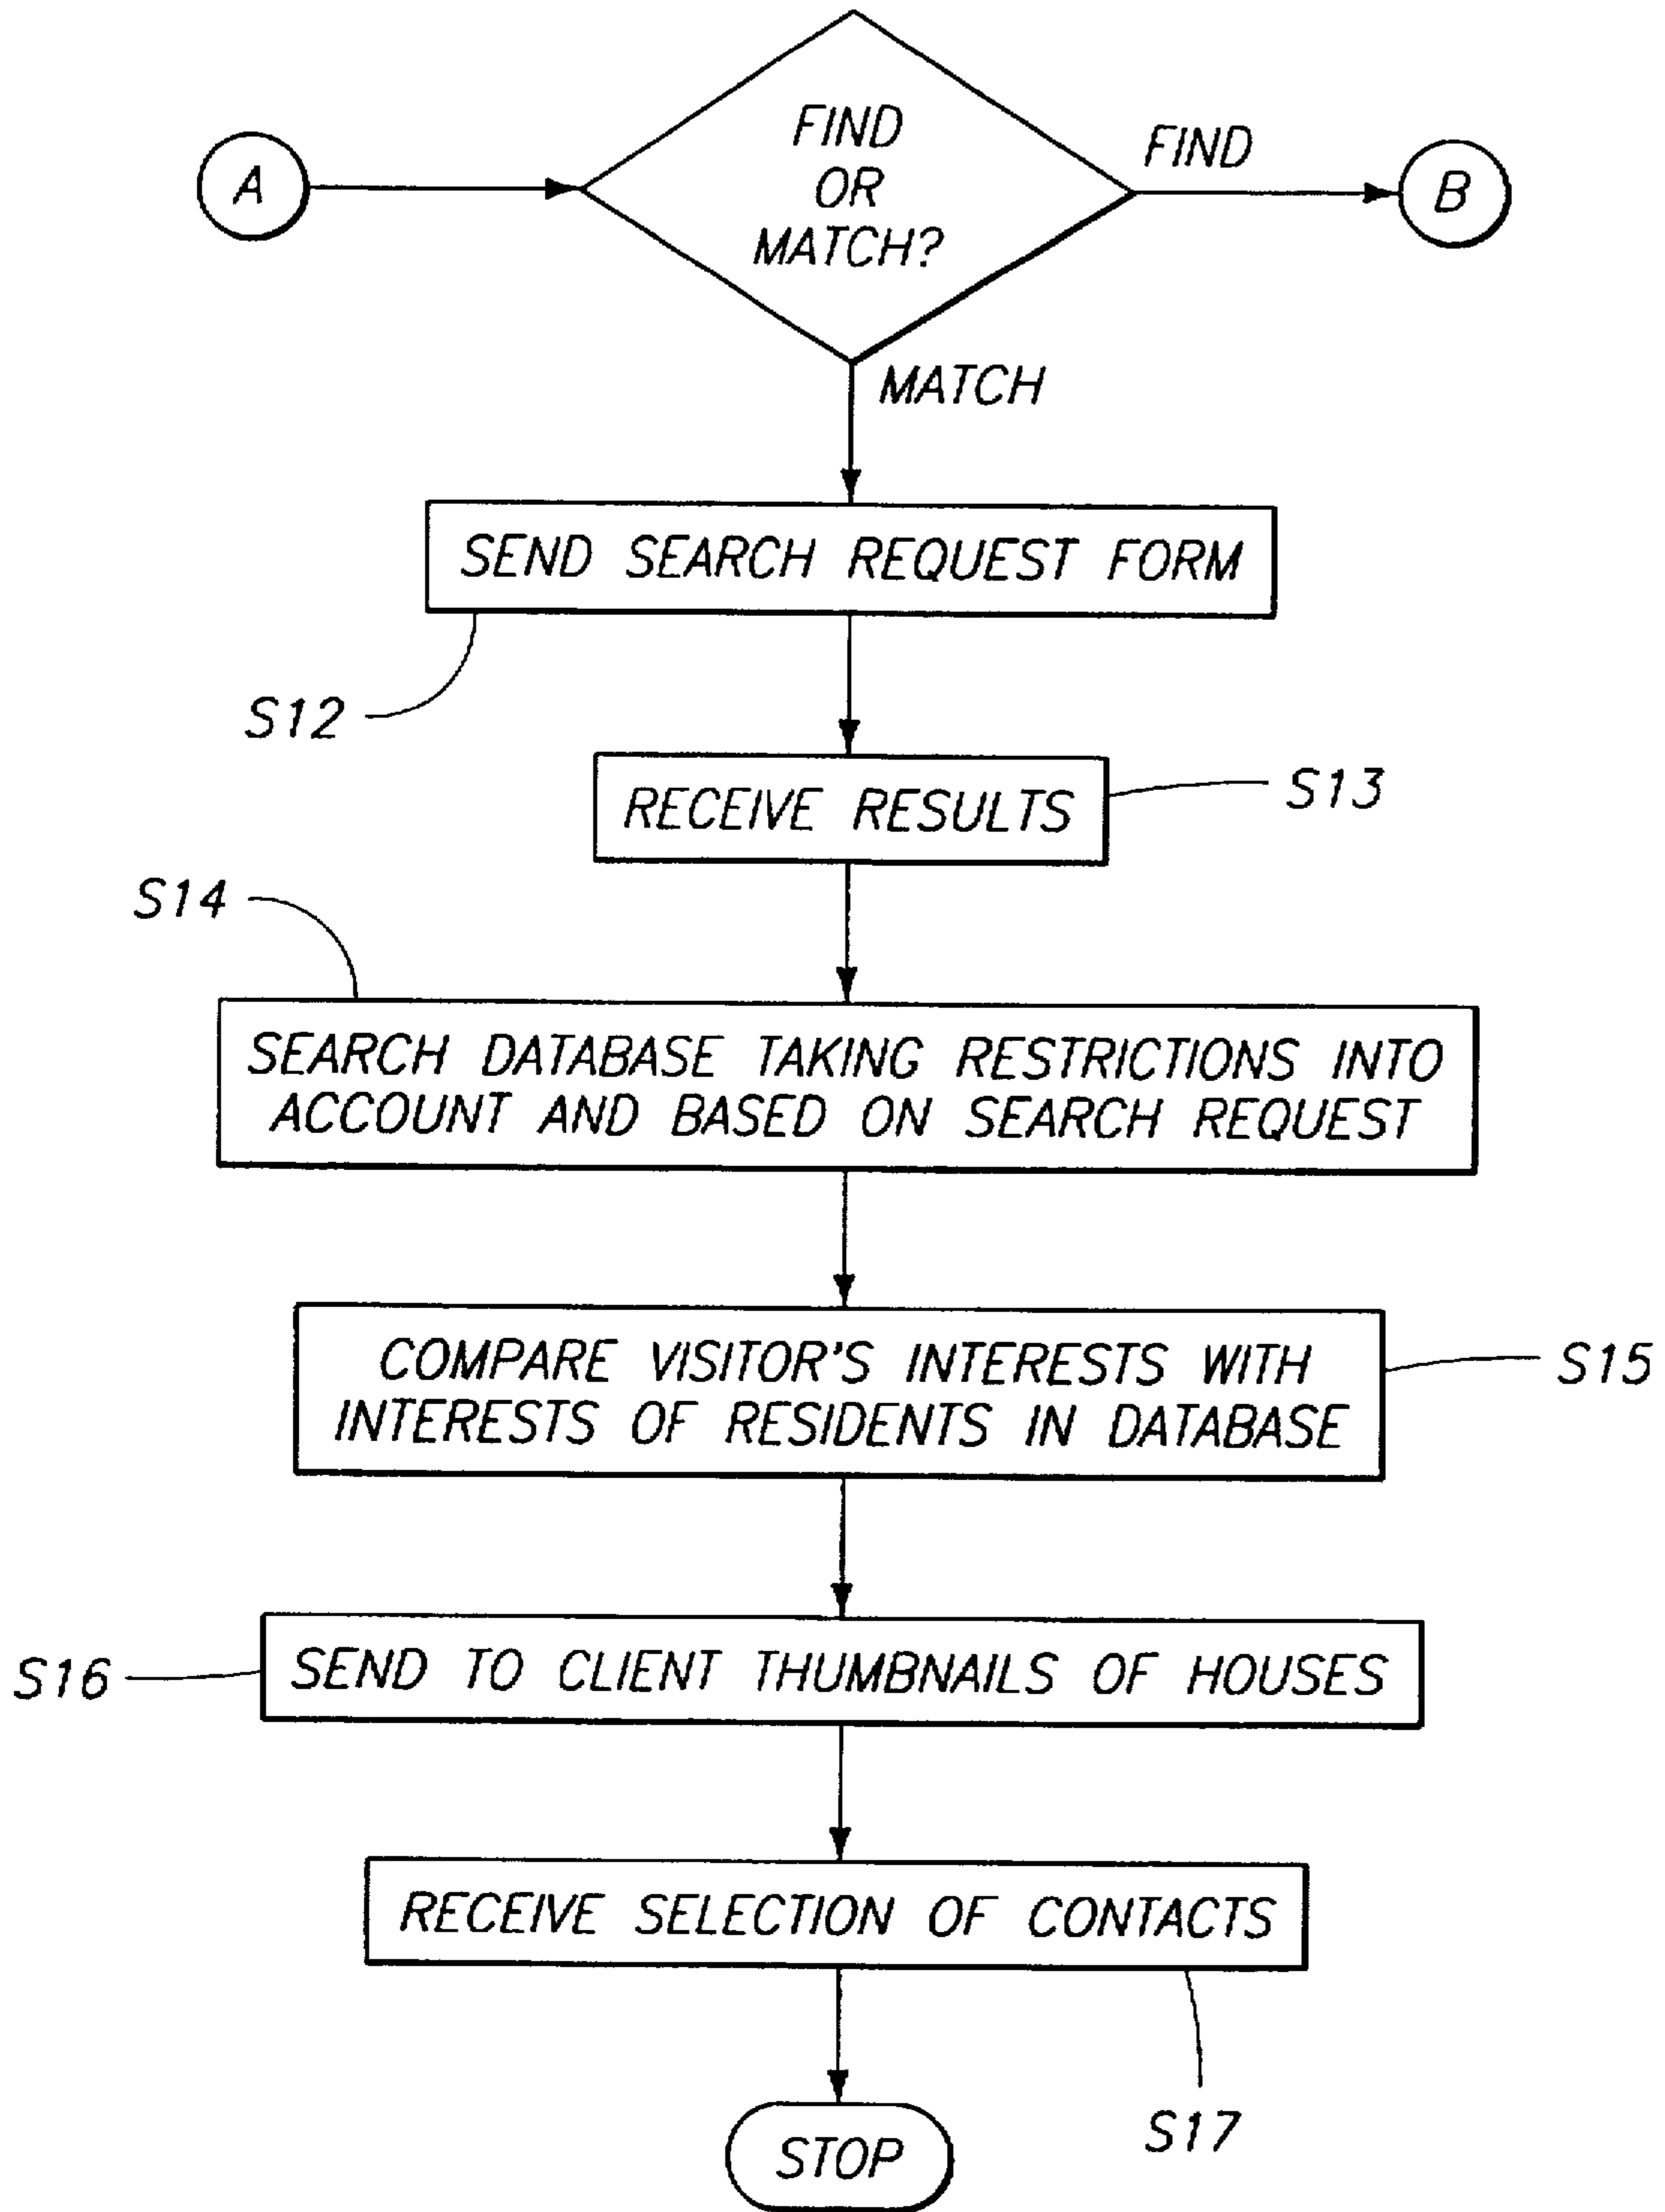 A
FIND
OR
MATCH?
FIND
B
MATCH
SEND SEARCH REQUEST FORM
S12
RECEIVE RESULTS
S13
S14
SEARCH DATABASE TAKING RESTRICTIONS INTO
ACCOUNT AND BASED ON SEARCH REQUEST
COMPARE VISITOR'S INTERESTS WITH
INTERESTS OF RESIDENTS IN DATABASE
S15
S16
SEND TO CLIENT THUMBNAILS OF HOUSES
RECEIVE SELECTION OF CONTACTS
S17
STOP